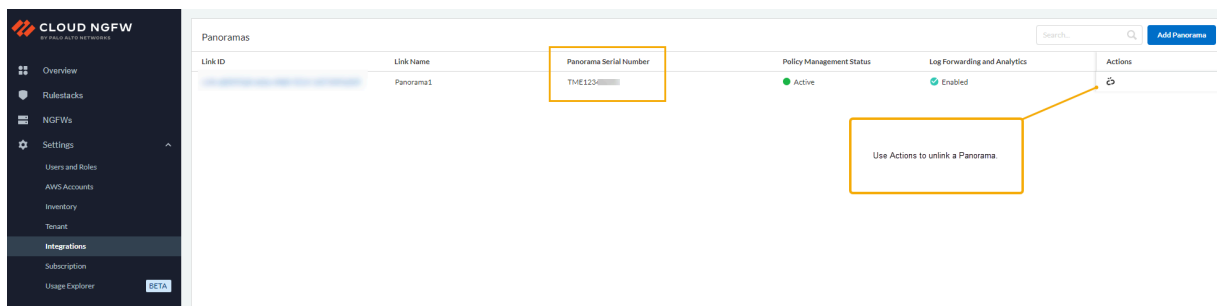 CLOUD NGFW
BY PALO ALTO NETWORKS
Overview
Rulestacks
NGFWs
Settings
Users and Roles
AWS Accounts
Inventory
Tenant
Integrations
Subscription
Usage Explorer BETA
Panoramas
Search...
Add Panorama
Link ID Link Name Panorama Serial Number Policy Management Status Log Forwarding and Analytics Actions
Panorama1 TME123 Active Enabled
Use Actions to unlink a Panorama.